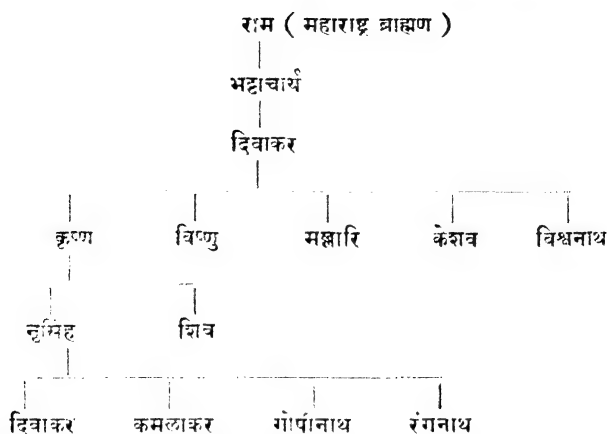 राम ( महाराष्ट्र ब्राह्मण )
भट्टाचार्य
दिवाकर
कृष्ण विष्णु मल्लारि केशव विश्वनाथ
नृसिंह शिव
दिवाकर कमलाकर गोपीनाथ रंगनाथ